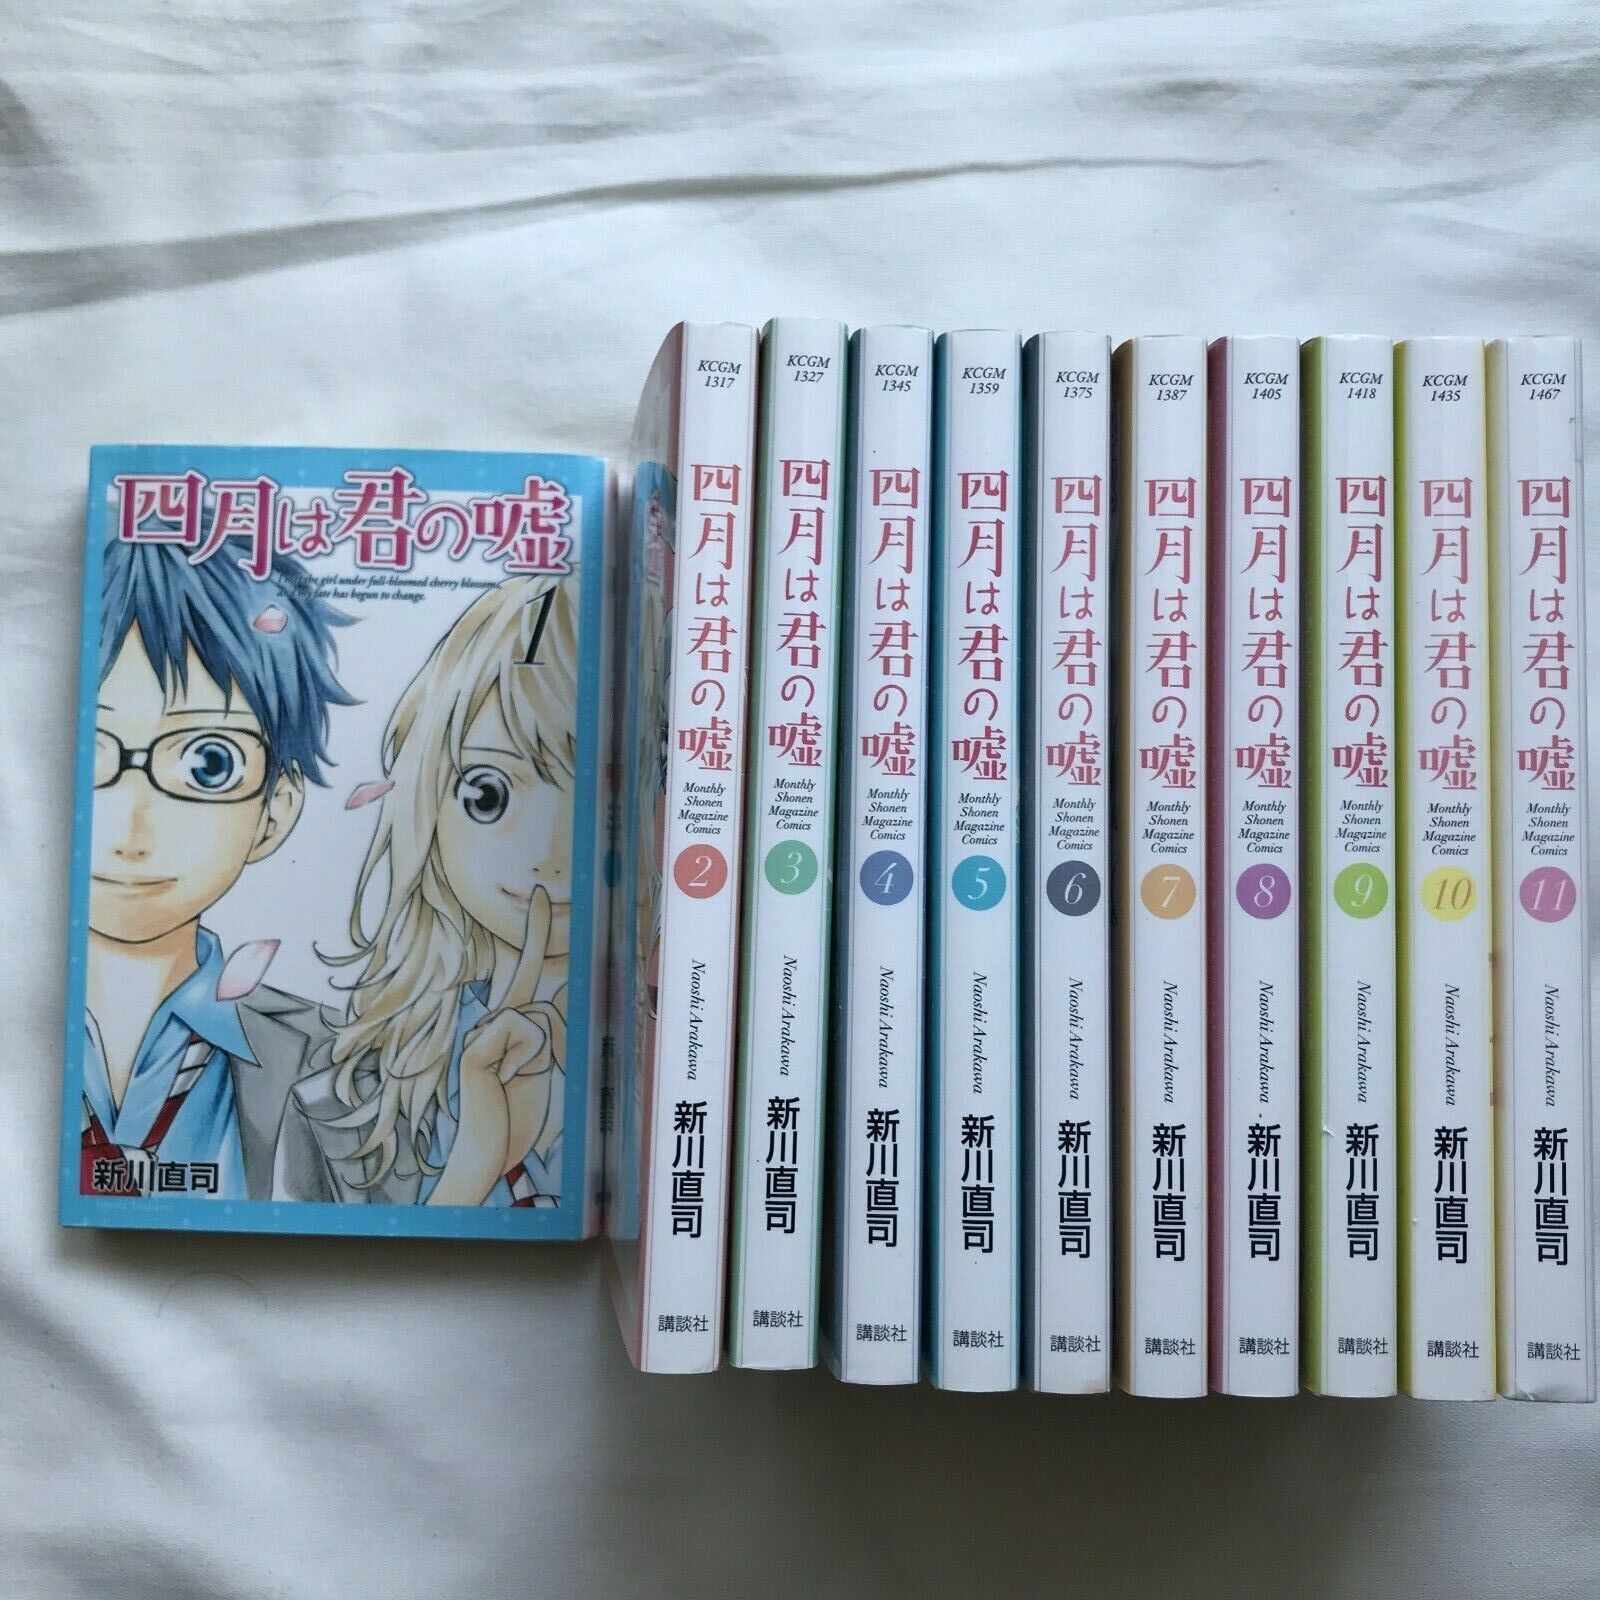 四月は君の嘘
I met the girl under full-bloomed cherry blossoms,
and my fate has begun to change.
1
新川直司
KCGM
1317
四月は君の嘘
Monthly
Shonen
Magazine
Comics
2
Naoshi Arakawa
新川直司
講談社
KCGM
1327
四月は君の嘘
Monthly
Shonen
Magazine
Comics
3
Naoshi Arakawa
新川直司
講談社
KCGM
1345
四月は君の嘘
Monthly
Shonen
Magazine
Comics
4
Naoshi Arakawa
新川直司
講談社
KCGM
1359
四月は君の嘘
Monthly
Shonen
Magazine
Comics
5
Naoshi Arakawa
新川直司
講談社
KCGM
1375
四月は君の嘘
Monthly
Shonen
Magazine
Comics
6
Naoshi Arakawa
新川直司
講談社
KCGM
1387
四月は君の嘘
Monthly
Shonen
Magazine
Comics
7
Naoshi Arakawa
新川直司
講談社
KCGM
1405
四月は君の嘘
Monthly
Shonen
Magazine
Comics
8
Naoshi Arakawa
新川直司
講談社
KCGM
1418
四月は君の嘘
Monthly
Shonen
Magazine
Comics
9
Naoshi Arakawa
新川直司
講談社
KCGM
1435
四月は君の嘘
Monthly
Shonen
Magazine
Comics
10
Naoshi Arakawa
新川直司
講談社
KCGM
1467
四月は君の嘘
Monthly
Shonen
Magazine
Comics
11
Naoshi Arakawa
新川直司
講談社